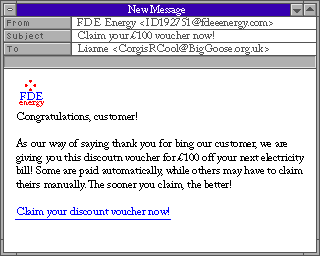 New Message
From FDE Energy <ID192751@fdeeenergy.com>
Subject Claim your £100 voucher now!
To Lianne <CorgisRCool@BigGoose.org.uk>
FDE
energy
Congratulations, customer!
As our way of saying thank you for bing our customer, we are
giving you this discoutn voucher for £100 off your next electricity
bill! Some are paid automatically, while others may have to claim
theirs manually. The sooner you claim, the better!
Claim your discount voucher now!